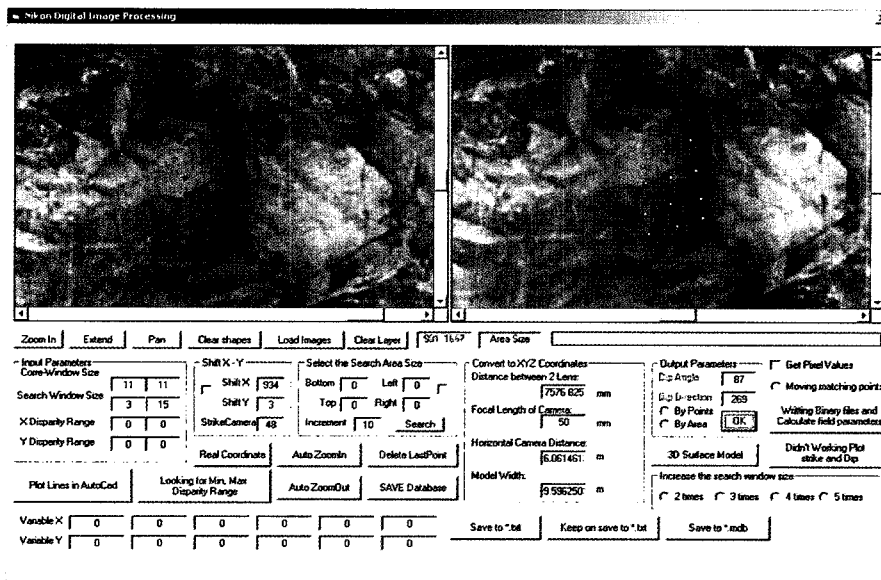 Nikon Digital Image Processing
Zoom In Extend Pan Clear shapes Load Images Clear Layer Area Size
Input Parameters
Corre-Window Size
11 11
Search Window Size
3 15
X Disparity Range 0 0
Y Disparity Range 0 0
Shift X - Y
Shift X 934
Shift Y 3
StrikeCamera 48
Select the Search Area Size
Bottom 0 Left 0
Top 0 Right 0
Increment 10 Search
Convert to XYZ Coordinates
Distance between 2 Lens:
7576.825 mm
Focal Length of Camera:
50 mm
Horizontal Camera Distance:
6.061461 m
Model Width:
9.596250 m
Output Parameters
Dip Angle 87
Dip Direction 269
By Points
By Area OK
Get Pixel Values
Moving matching points
Writting Binary files and
Calculate field parameters
Real Coordinate Auto ZoomIn Delete LastPoint
3D Surface Model
Didn't Working Plot
strike and Dip
Plot Lines in AutoCad
Looking for Min, Max
Disparity Range
Auto ZoomOut SAVE Database
Increase the search window size
2 times 3 times 4 times 5 times
Variable X 0 0 0 0 0 0
Variable Y 0 0 0 0 0 0
Save to *.txt Keep on save to *.txt Save to *.mdb